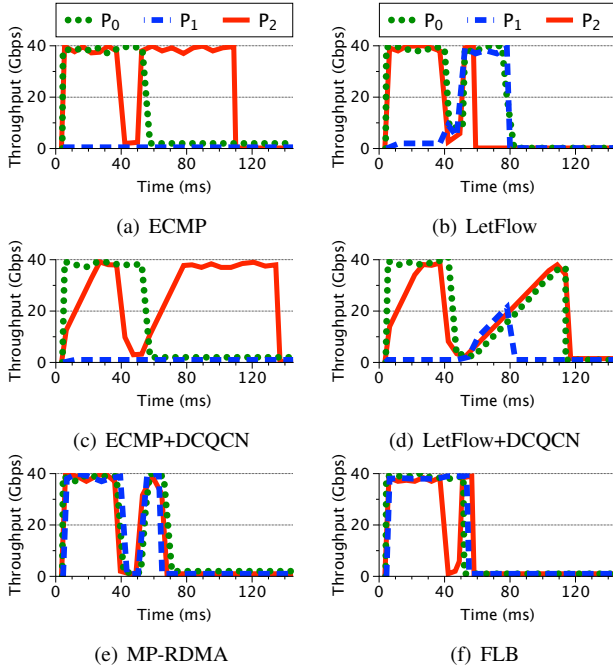 P0 P1 P2 P0 P1 P2
Throughput (Gbps) 40 20 0 Throughput (Gbps) 40 20 0
0 40 80 120 0 40 80 120
Time (ms) Time (ms)
(a) ECMP (b) LetFlow
Throughput (Gbps) 40 20 0 Throughput (Gbps) 40 20 0
0 40 80 120 0 40 80 120
Time (ms) Time (ms)
(c) ECMP+DCQCN (d) LetFlow+DCQCN
Throughput (Gbps) 40 20 0 Throughput (Gbps) 40 20 0
0 40 80 120 0 40 80 120
Time (ms) Time (ms)
(e) MP-RDMA (f) FLB